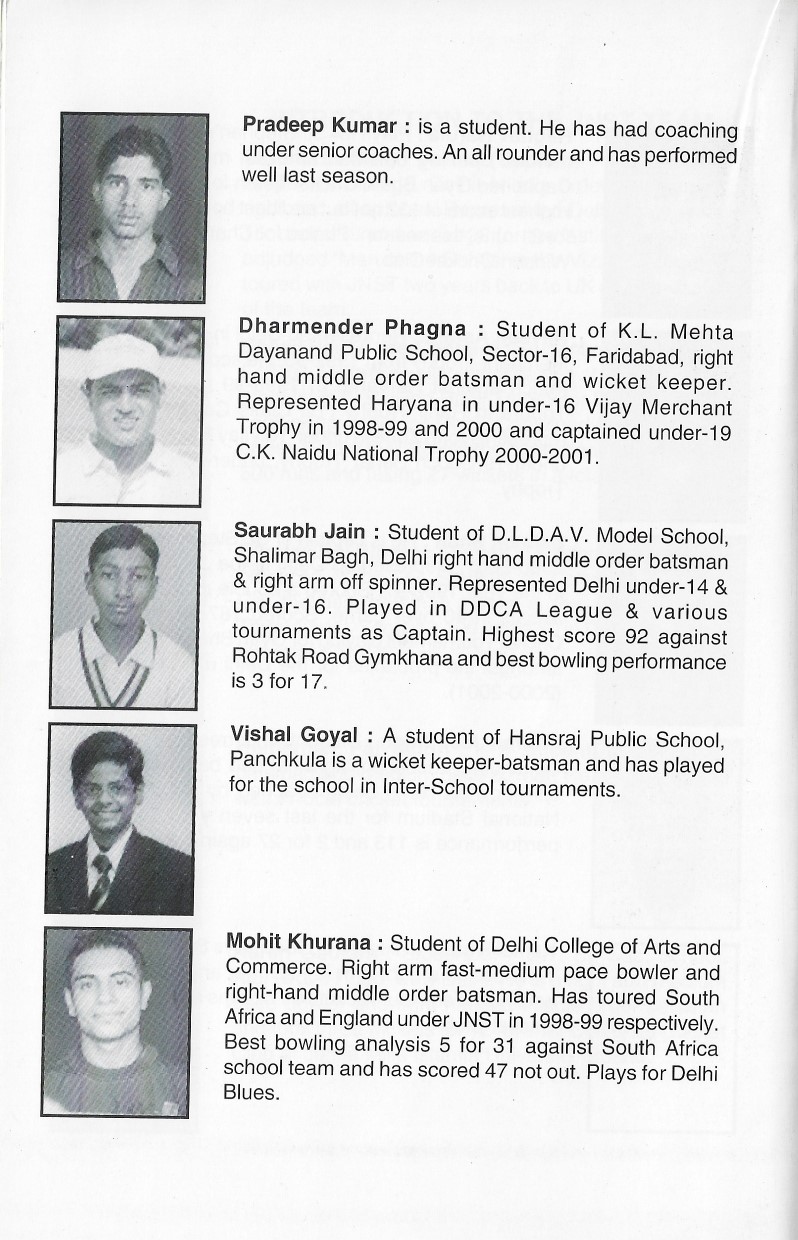 Pradeep Kumar : is a student. He has had coaching
under senior coaches. An all rounder and has performed
well last season.
Dharmender Phagna : Student of K.L. Mehta
Dayanand Public School, Sector-16, Faridabad, right
hand middle order batsman and wicket keeper.
Represented Haryana in under-16 Vijay Merchant
Trophy in 1998-99 and 2000 and captained under-19
C.K. Naidu National Trophy 2000-2001.
Saurabh Jain : Student of D.L.D.A.V. Model School,
Shalimar Bagh, Delhi right hand middle order batsman
& right arm off spinner. Represented Delhi under-14 &
under-16. Played in DDCA League & various
tournaments as Captain. Highest score 92 against
Rohtak Road Gymkhana and best bowling performance
is 3 for 17.
Vishal Goyal : A student of Hansraj Public School,
Panchkula is a wicket keeper-batsman and has played
for the school in Inter-School tournaments.
Mohit Khurana : Student of Delhi College of Arts and
Commerce. Right arm fast-medium pace bowler and
right-hand middle order batsman. Has toured South
Africa and England under JNST in 1998-99 respectively.
Best bowling analysis 5 for 31 against South Africa
school team and has scored 47 not out. Plays for Delhi
Blues.